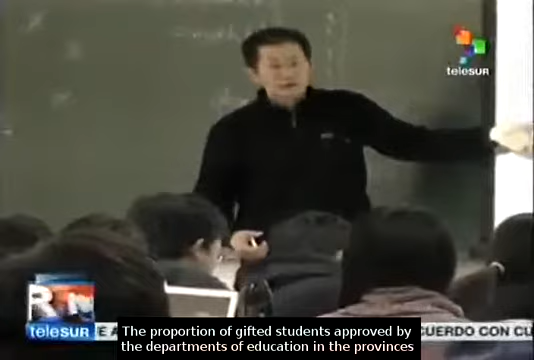 teleSUR
R
teleSUR
E A
CUERDO CON CU
The proportion of gifted students approved by
the departments of education in the provinces